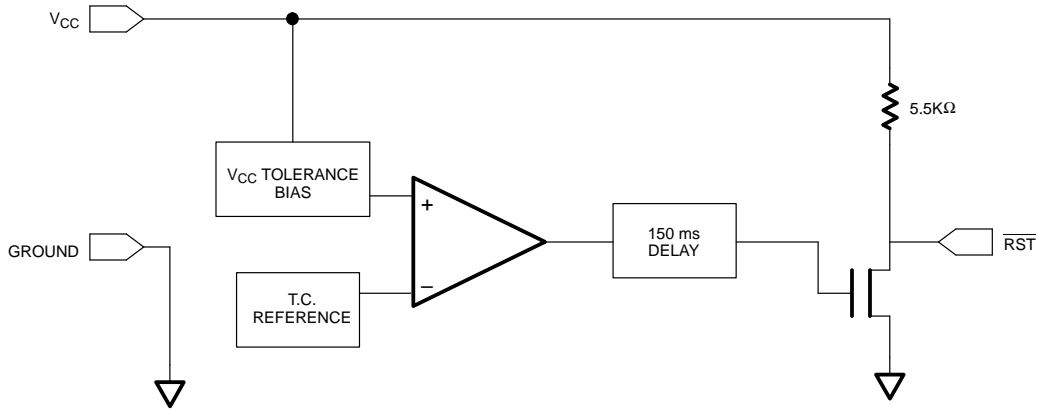 VCC
5.5KΩ
VCC TOLERANCE
BIAS
+
GROUND
150 ms
DELAY
RST
−
T.C.
REFERENCE